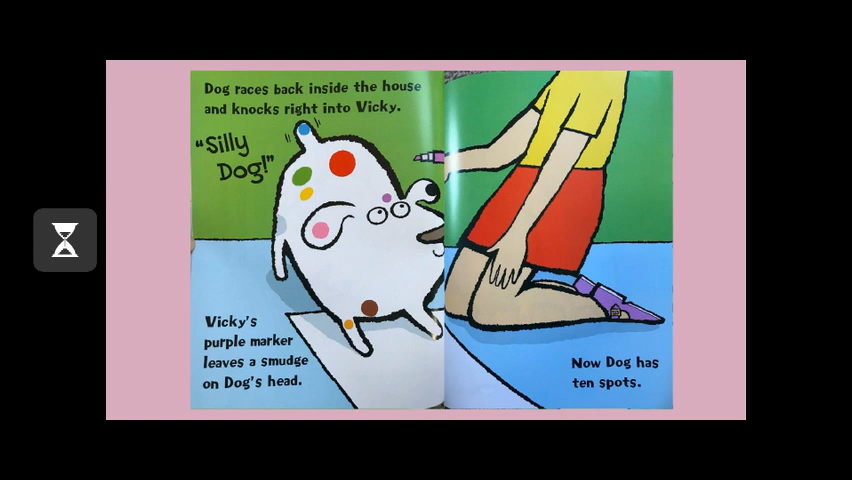 Dog races back inside the house
and knocks right into Vicky.
"Silly
Dog!"
Vicky's
purple marker
leaves a smudge
on Dog's head.
Now Dog has
ten spots.